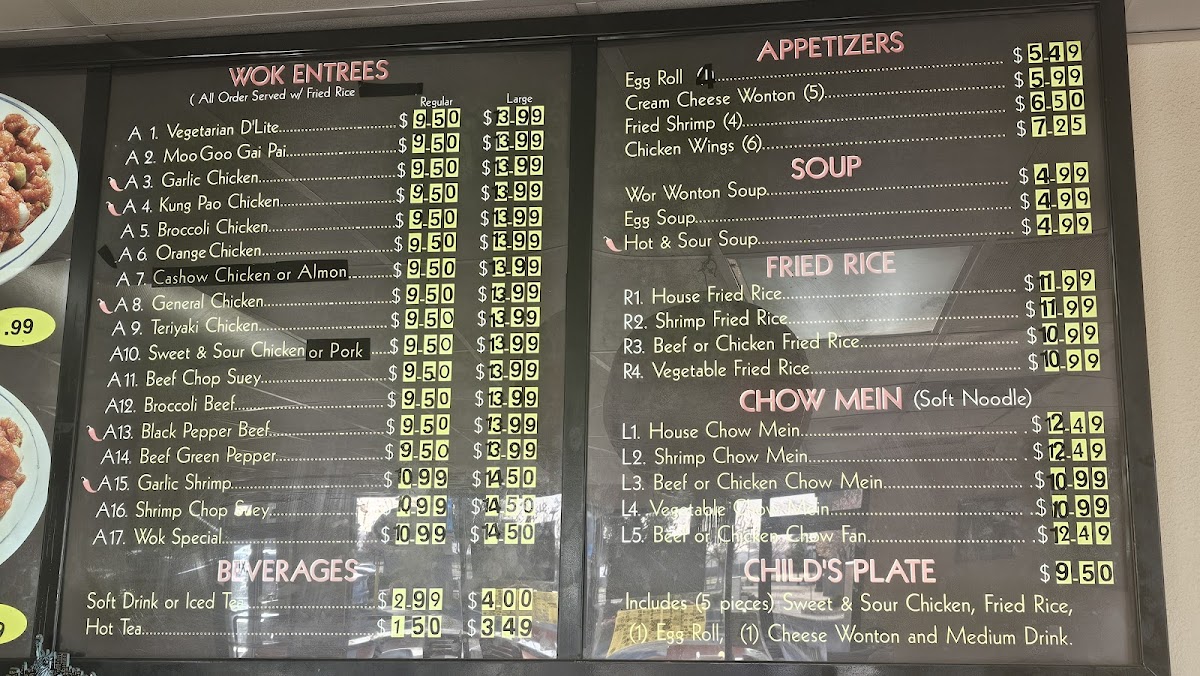 WOK ENTREES
( All Order Served w/ Fried Rice
Regular Large
A 1. Vegetarian D'Lite $ 9.50 $ 13.99
A 2. Moo Goo Gai Pai $ 9.50 $ 13.99
A 3. Garlic Chicken $ 9.50 $ 13.99
A 4. Kung Pao Chicken $ 9.50 $ 13.99
A 5. Broccoli Chicken $ 9.50 $ 13.99
A 6. Orange Chicken $ 9.50 $ 13.99
A 7. Cashow Chicken or Almon $ 9.50 $ 13.99
A 8. General Chicken $ 9.50 $ 13.99
A 9. Teriyaki Chicken $ 9.50 $ 13.99
A10. Sweet & Sour Chicken or Pork $ 9.50 $ 13.99
A11. Beef Chop Suey $ 9.50 $ 13.99
A12. Broccoli Beef $ 9.50 $ 13.99
A13. Black Pepper Beef $ 9.50 $ 13.99
A14. Beef Green Pepper $ 9.50 $ 13.99
A15. Garlic Shrimp $ 10.99 $ 14.50
A16. Shrimp Chop Suey $ 10.99 $ 14.50
A17. Wok Special $ 10.99 $ 14.50
BEVERAGES
Soft Drink or Iced Tea $ 2.99 $ 4.00
Hot Tea $ 1.50 $ 3.49
APPETIZERS
Egg Roll 4 $ 5.49
Cream Cheese Wonton (5) $ 5.99
Fried Shrimp (4) $ 6.50
Chicken Wings (6) $ 7.25
SOUP
Wor Wonton Soup $ 4.99
Egg Soup $ 4.99
Hot & Sour Soup $ 4.99
FRIED RICE
R1. House Fried Rice $ 11.99
R2. Shrimp Fried Rice $ 11.99
R3. Beef or Chicken Fried Rice $ 10.99
R4. Vegetable Fried Rice $ 10.99
CHOW MEIN (Soft Noodle)
L1. House Chow Mein $ 12.49
L2. Shrimp Chow Mein $ 12.49
L3. Beef or Chicken Chow Mein $ 10.99
L4. Vegetable Chow Mein $ 10.99
L5. Beef or Chicken Chow Fan $ 12.49
CHILD'S PLATE $ 9.50
Includes (5 pieces) Sweet & Sour Chicken, Fried Rice,
(1) Egg Roll, (1) Cheese Wonton and Medium Drink.
.99